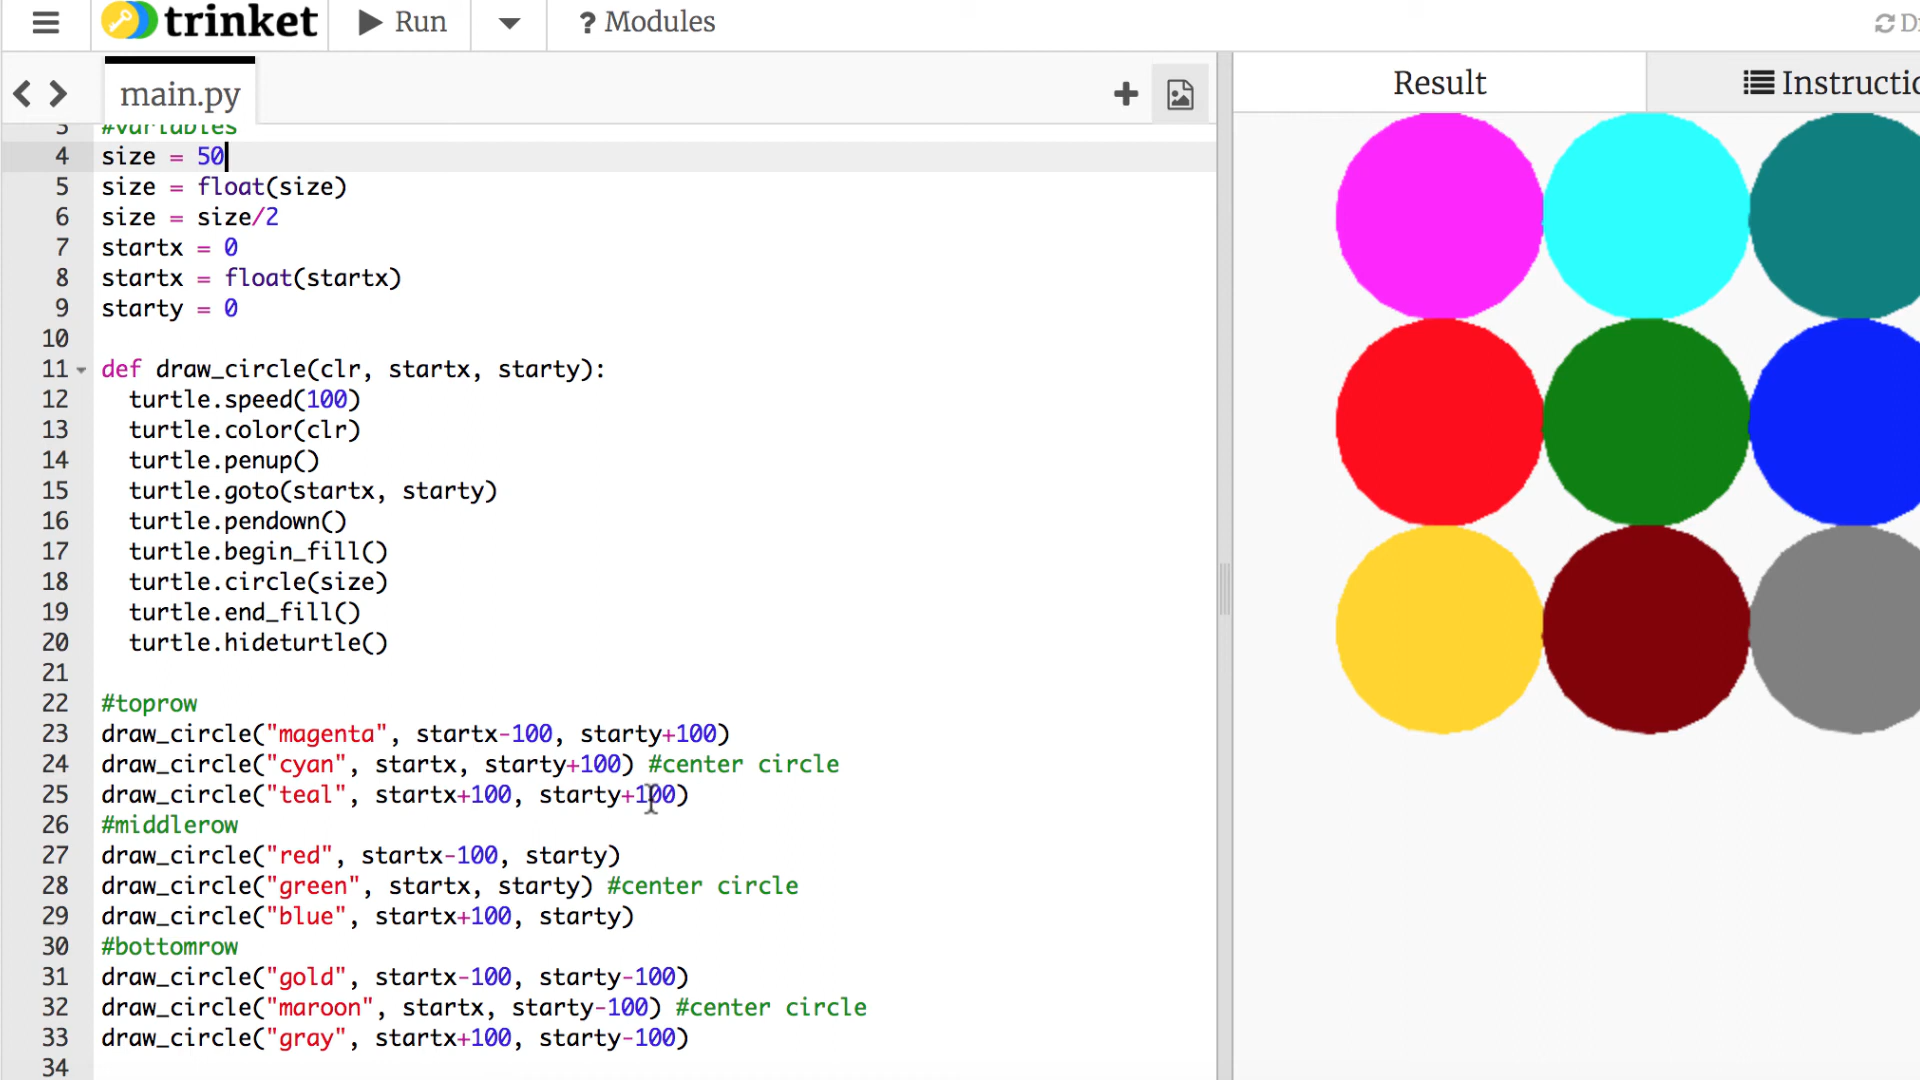 trinket
Run
? Modules
main.py
Result
Instructi
3 #variables
4 size = 50
5 size = float(size)
6 size = size/2
7 startx = 0
8 startx = float(startx)
9 starty = 0
10
11 def draw_circle(clr, startx, starty):
12 turtle.speed(100)
13 turtle.color(clr)
14 turtle.penup()
15 turtle.goto(startx, starty)
16 turtle.pendown()
17 turtle.begin_fill()
18 turtle.circle(size)
19 turtle.end_fill()
20 turtle.hideturtle()
21
22 #toprow
23 draw_circle("magenta", startx-100, starty+100)
24 draw_circle("cyan", startx, starty+100) #center circle
25 draw_circle("teal", startx+100, starty+100)
26 #middlerow
27 draw_circle("red", startx-100, starty)
28 draw_circle("green", startx, starty) #center circle
29 draw_circle("blue", startx+100, starty)
30 #bottomrow
31 draw_circle("gold", startx-100, starty-100)
32 draw_circle("maroon", startx, starty-100) #center circle
33 draw_circle("gray", startx+100, starty-100)
34